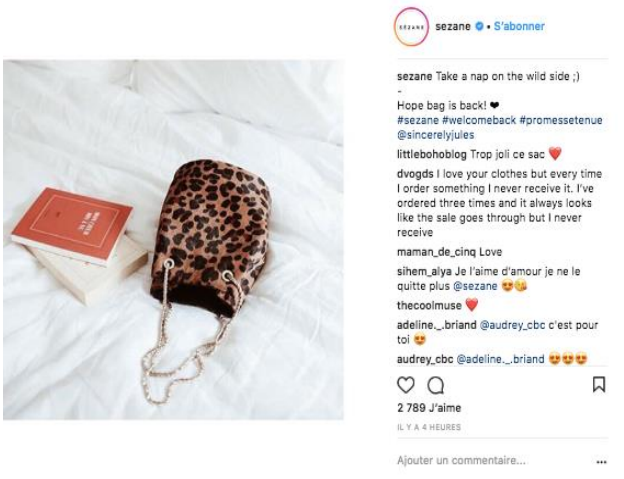 SÉZANE
sezane • S'abonner
sezane Take a nap on the wild side ;)
-
Hope bag is back! ❤
#sezane #welcomeback #promessetenue
@sincerelyjules
littlebohoblog Trop joli ce sac ❤️
dvogds I love your clothes but every time
I order something I never receive it. I've
ordered three times and it always looks
like the sale goes through but I never
receive
maman_de_cinq Love
sihem_alya Je l'aime d'amour je ne le
quitte plus @sezane 😍😘
thecoolmuse ❤️
adeline._.briand @audrey_cbc c'est pour
toi 😍
audrey_cbc @adeline._.briand 😍😍😍
2 789 J'aime
IL Y A 4 HEURES
Ajouter un commentaire...